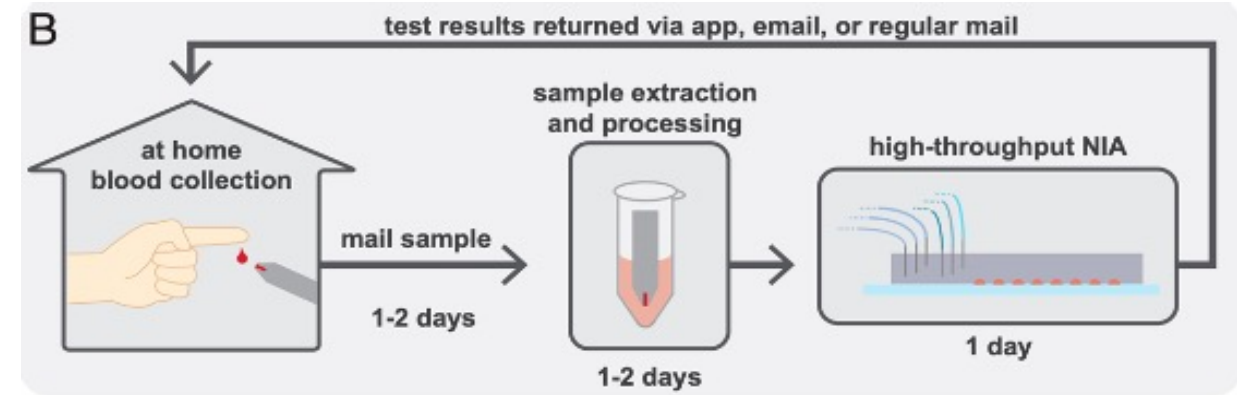 B
test results returned via app, email, or regular mail
at home
blood collection
mail sample
1-2 days
sample extraction
and processing
1-2 days
high-throughput NIA
1 day